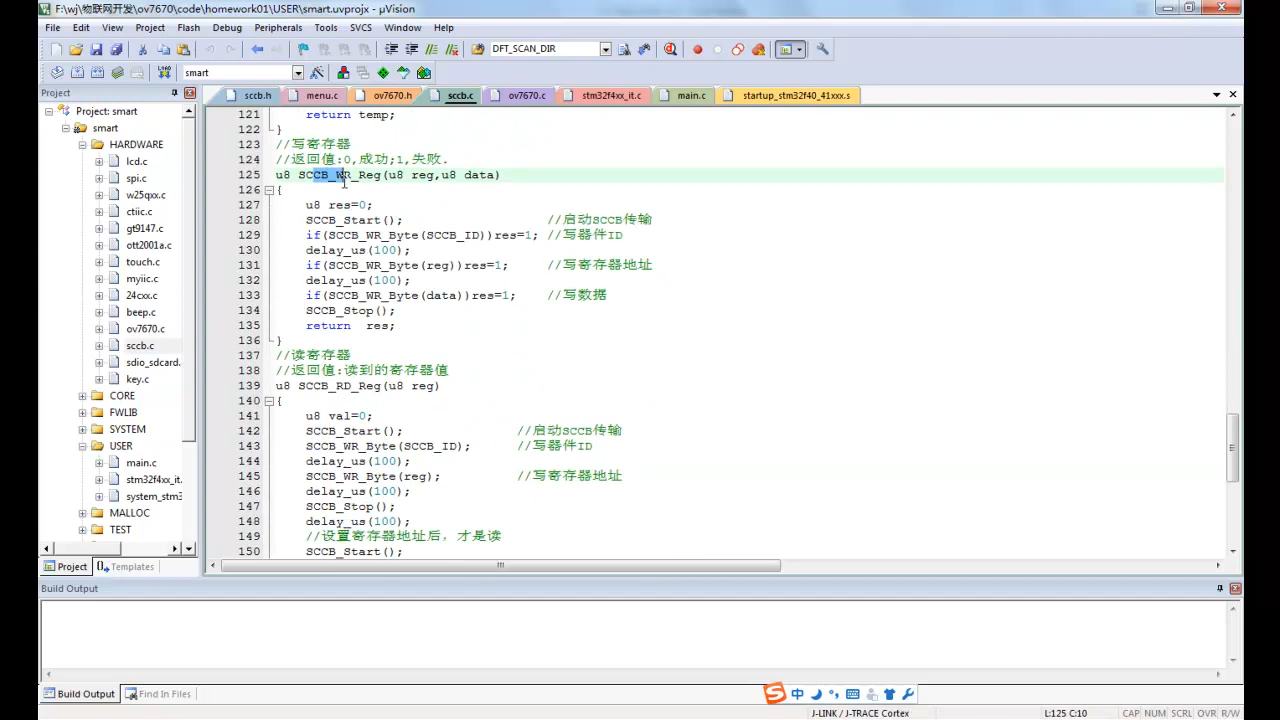 F:\wj\物联网开发\ov7670\code\homework01\USER\smart.uvprojx - µVision
File Edit View Project Flash Debug Peripherals Tools SVCS Window Help
DFT_SCAN_DIR
LOAD smart
Project
sccb.h menu.c ov7670.h sccb.c ov7670.c stm32f4xx_it.c main.c startup_stm32f40_41xxx.s
Project: smart
smart
HARDWARE
lcd.c
spi.c
w25qxx.c
ctiic.c
gt9147.c
ott2001a.c
touch.c
myiic.c
24cxx.c
beep.c
ov7670.c
sccb.c
sdio_sdcard.
key.c
CORE
FWLIB
SYSTEM
USER
main.c
stm32f4xx_it.
system_stm3
MALLOC
TEST
Project Templates
121 return temp;
122 }
123 //写寄存器
124 //返回值:0,成功;1,失败.
125 u8 SCCB_WR_Reg(u8 reg,u8 data)
126 {
127 u8 res=0;
128 SCCB_Start(); //启动SCCB传输
129 if(SCCB_WR_Byte(SCCB_ID))res=1; //写器件ID
130 delay_us(100);
131 if(SCCB_WR_Byte(reg))res=1; //写寄存器地址
132 delay_us(100);
133 if(SCCB_WR_Byte(data))res=1; //写数据
134 SCCB_Stop();
135 return res;
136 }
137 //读寄存器
138 //返回值:读到的寄存器值
139 u8 SCCB_RD_Reg(u8 reg)
140 {
141 u8 val=0;
142 SCCB_Start(); //启动SCCB传输
143 SCCB_WR_Byte(SCCB_ID); //写器件ID
144 delay_us(100);
145 SCCB_WR_Byte(reg); //写寄存器地址
146 delay_us(100);
147 SCCB_Stop();
148 delay_us(100);
149 //设置寄存器地址后，才是读
150 SCCB_Start();
Build Output
Build Output Find In Files
中
J-LINK / J-TRACE Cortex L:125 C:10 CAP NUM SCRL OVR R/W